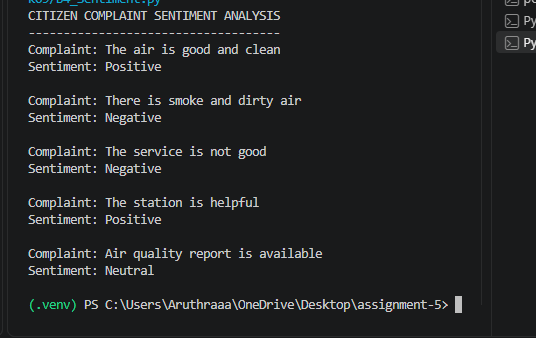 CITIZEN COMPLAINT SENTIMENT ANALYSIS
-----------------------------------
Complaint: The air is good and clean
Sentiment: Positive
Complaint: There is smoke and dirty air
Sentiment: Negative
Complaint: The service is not good
Sentiment: Negative
Complaint: The station is helpful
Sentiment: Positive
Complaint: Air quality report is available
Sentiment: Neutral
(.venv) PS C:\Users\Aruthraaa\OneDrive\Desktop\assignment-5>
Py
Py